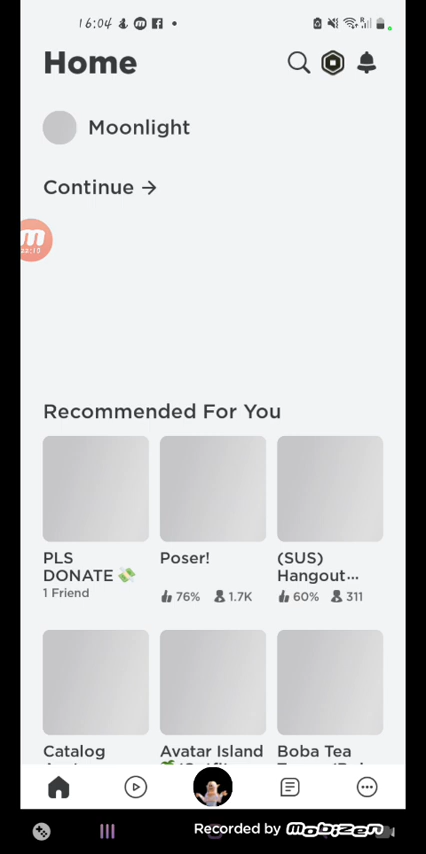 16:04
Home
Moonlight
Continue →
Recommended For You
PLS
DONATE 💸
1 Friend
Poser!
76% 1.7K
(SUS)
Hangout...
60% 311
Catalog
Avatar Island
Boba Tea
Recorded by mobizen